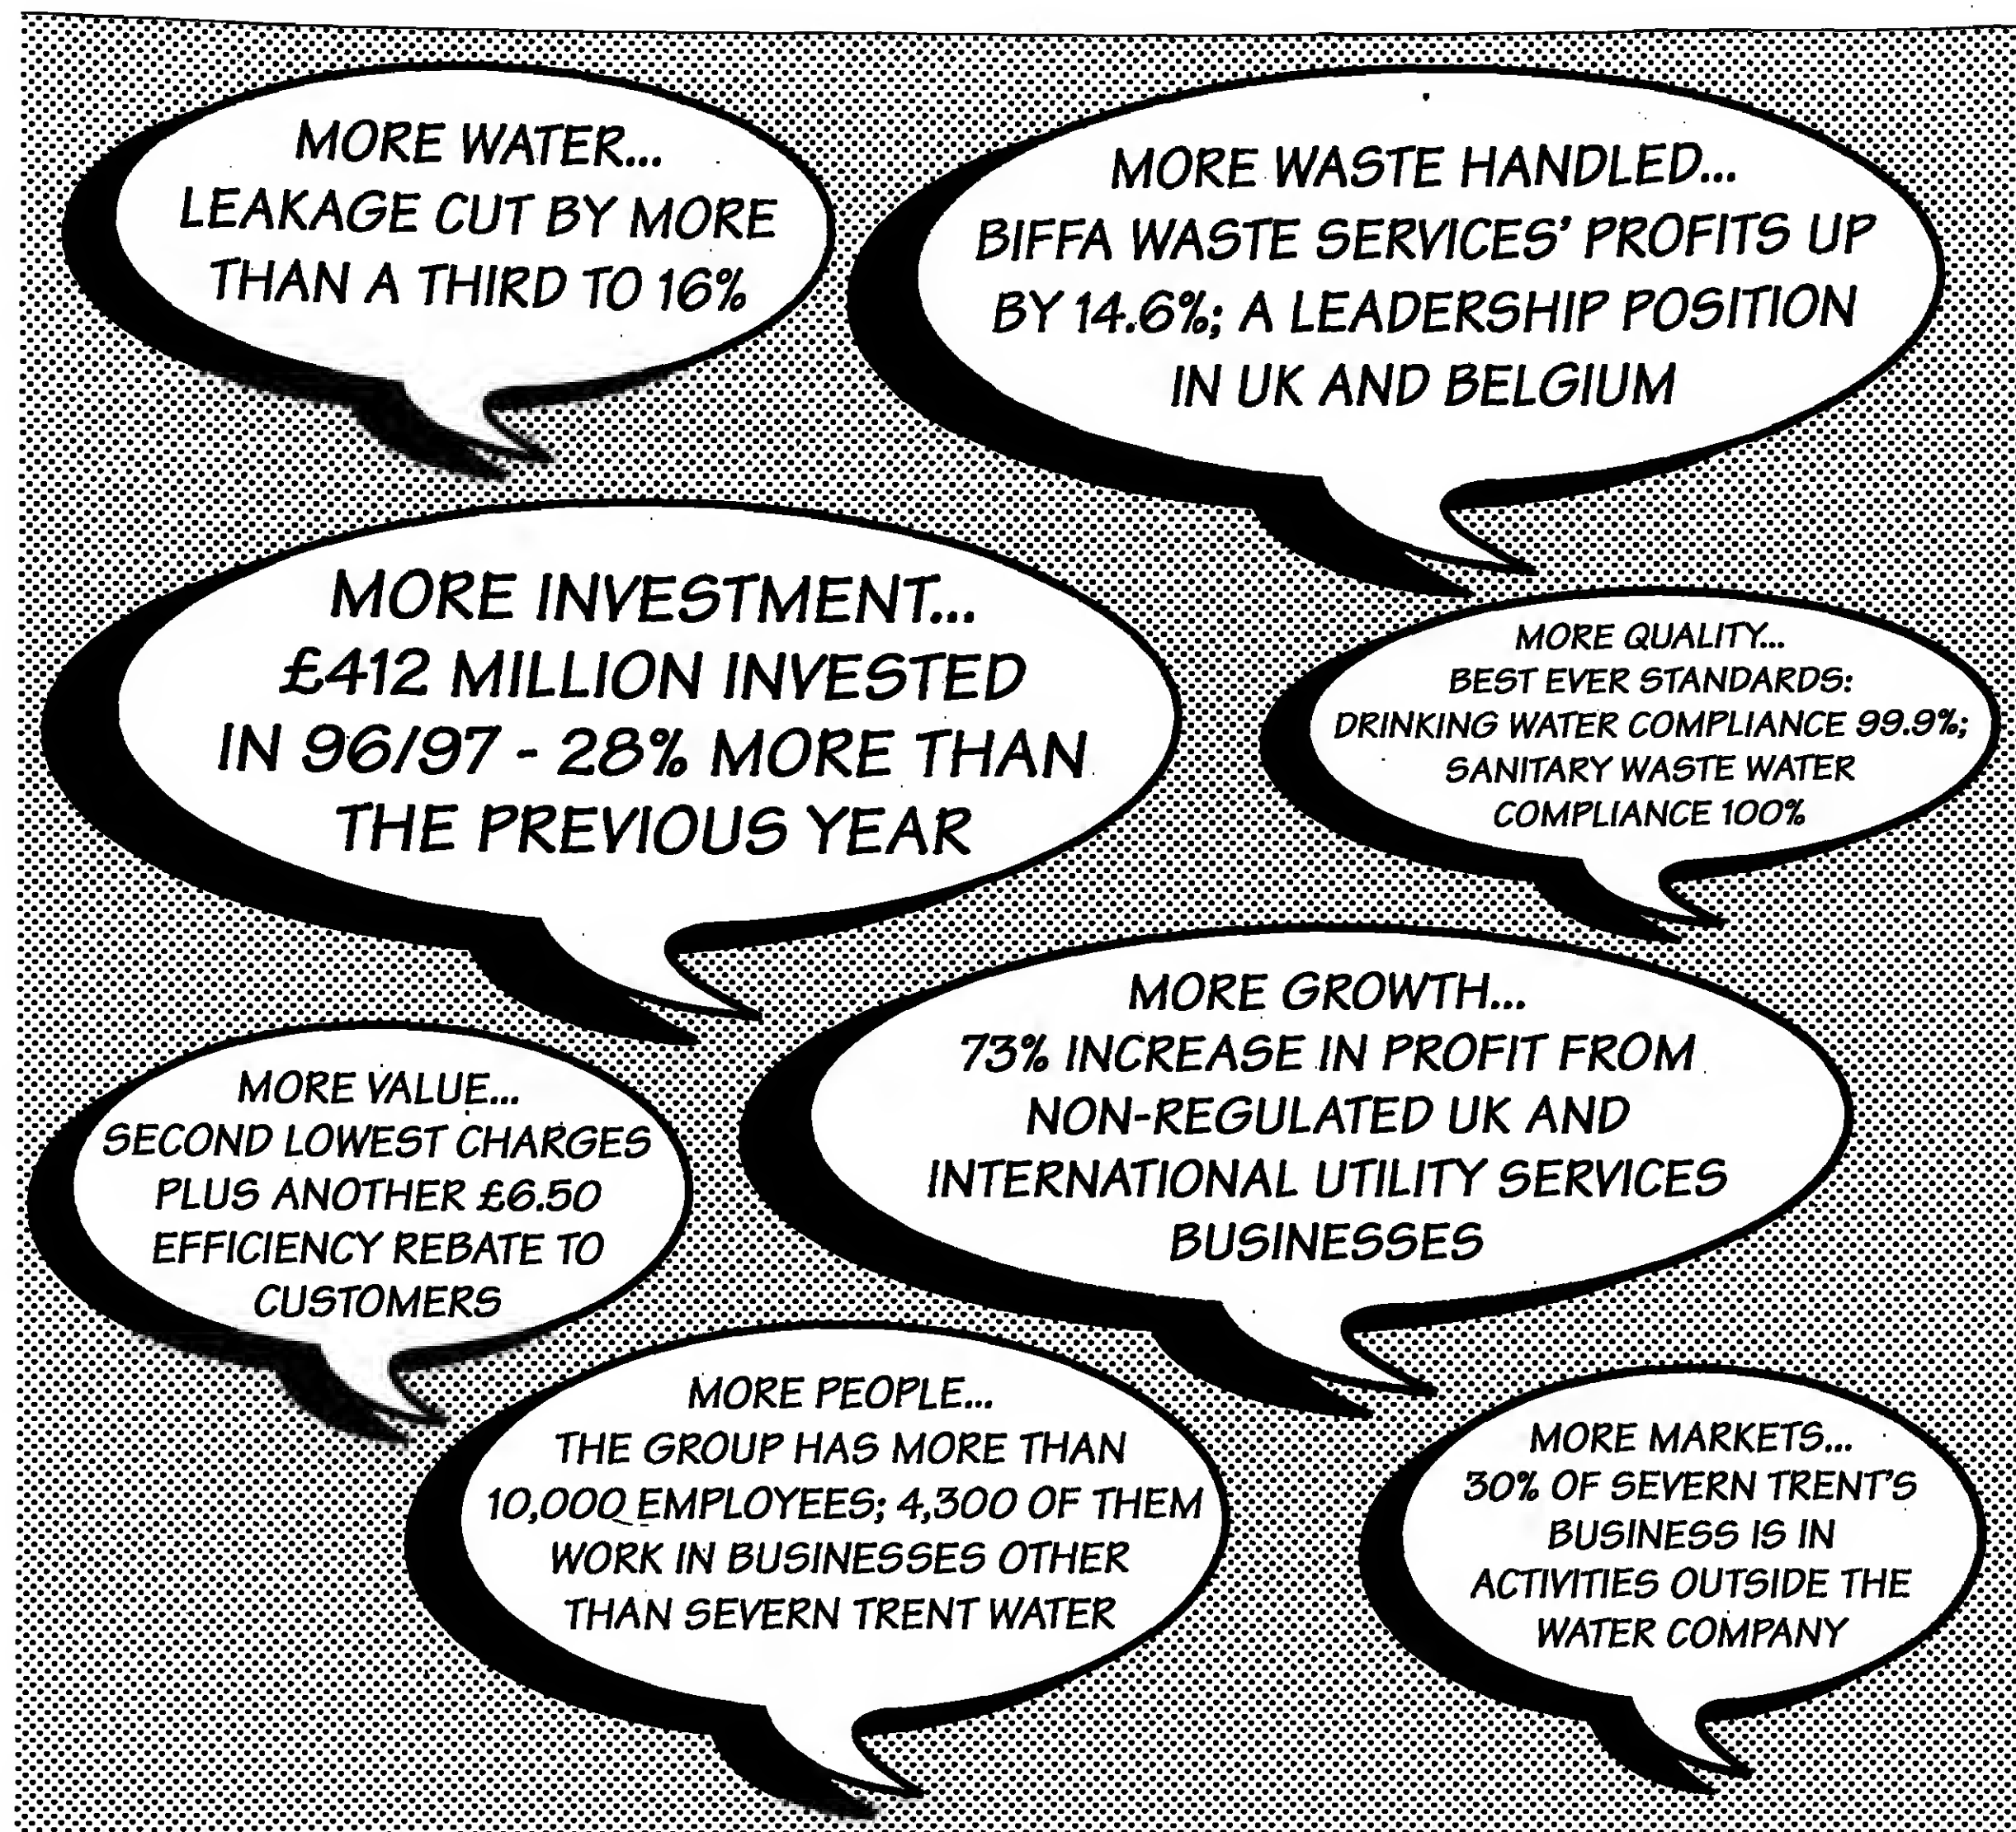 MORE WATER...
LEAKAGE CUT BY MORE
THAN A THIRD TO 16%
MORE WASTE HANDLED...
BIFFA WASTE SERVICES' PROFITS UP
BY 14.6%; A LEADERSHIP POSITION
IN UK AND BELGIUM
MORE INVESTMENT...
£412 MILLION INVESTED
IN 96/97 - 28% MORE THAN
THE PREVIOUS YEAR
MORE QUALITY...
BEST EVER STANDARDS:
DRINKING WATER COMPLIANCE 99.9%;
SANITARY WASTE WATER
COMPLIANCE 100%
MORE GROWTH...
73% INCREASE IN PROFIT FROM
NON-REGULATED UK AND
INTERNATIONAL UTILITY SERVICES
BUSINESSES
MORE VALUE...
SECOND LOWEST CHARGES
PLUS ANOTHER £6.50
EFFICIENCY REBATE TO
CUSTOMERS
MORE PEOPLE...
THE GROUP HAS MORE THAN
10,000 EMPLOYEES; 4,300 OF THEM
WORK IN BUSINESSES OTHER
THAN SEVERN TRENT WATER
MORE MARKETS...
30% OF SEVERN TRENT'S
BUSINESS IS IN
ACTIVITIES OUTSIDE THE
WATER COMPANY